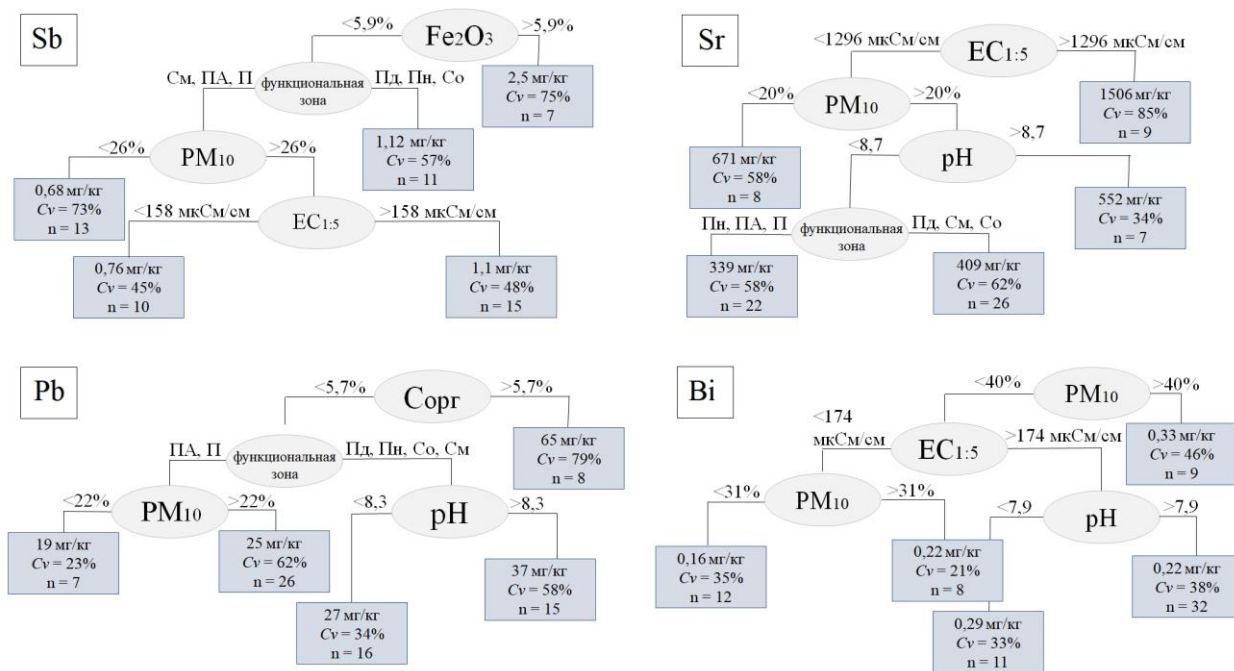 Sb
<5,9%
Fe2O3
>5,9%
См, ПА, П
функциональная
зона
Пд, Пн, Со
2,5 мг/кг
Cv = 75%
n = 7
<26%
PM10
>26%
1,12 мг/кг
Cv = 57%
n = 11
0,68 мг/кг
Cv = 73%
n = 13
<158 мкСм/см
EC1:5
>158 мкСм/см
0,76 мг/кг
Cv = 45%
n = 10
1,1 мг/кг
Cv = 48%
n = 15
Sr
<1296 мкСм/см
EC1:5
>1296 мкСм/см
<20%
PM10
>20%
1506 мг/кг
Cv = 85%
n = 9
671 мг/кг
Cv = 58%
n = 8
<8,7
pH
>8,7
552 мг/кг
Cv = 34%
n = 7
Пн, ПА, П
функциональная
зона
Пд, См, Со
339 мг/кг
Cv = 58%
n = 22
409 мг/кг
Cv = 62%
n = 26
Pb
<5,7%
Cорг
>5,7%
ПА, П
функциональная
зона
Пд, Пн, Со, См
65 мг/кг
Cv = 79%
n = 8
<22%
PM10
>22%
<8,3
pH
>8,3
19 мг/кг
Cv = 23%
n = 7
25 мг/кг
Cv = 62%
n = 26
37 мг/кг
Cv = 58%
n = 15
27 мг/кг
Cv = 34%
n = 16
Bi
<40%
PM10
>40%
<174
мкСм/см
EC1:5
>174 мкСм/см
0,33 мг/кг
Cv = 46%
n = 9
<31%
PM10
>31%
<7,9
pH
>7,9
0,16 мг/кг
Cv = 35%
n = 12
0,22 мг/кг
Cv = 21%
n = 8
0,22 мг/кг
Cv = 38%
n = 32
0,29 мг/кг
Cv = 33%
n = 11